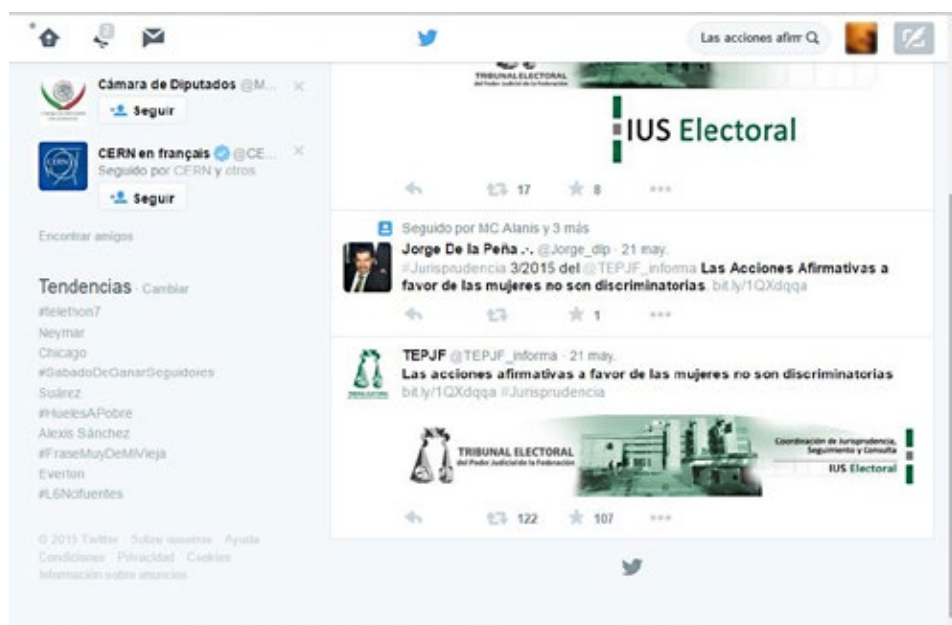 2
Las acciones afirr
Cámara de Diputados @M...
Seguir
CERN en français @CE...
Seguido por CERN y otros
Seguir
Encontrar amigos
Tendencias · Cambiar
#telethon7
Neymar
Chicago
#SabadoDeGanarSeguidores
Suárez
#HuelesAPobre
Alexis Sánchez
#FraseMuyDeMiVieja
Everton
#L6Ncifuentes
© 2015 Twitter Sobre nosotros Ayuda
Condiciones Privacidad Cookies
Información sobre anuncios
TRIBUNAL ELECTORAL
del Poder Judicial de la Federación
IUS Electoral
17 8
Seguido por MC Alanis y 3 más
Jorge De la Peña .·. @Jorge_dlp · 21 may.
#Jurisprudencia 3/2015 del @TEPJF_informa Las Acciones Afirmativas a
favor de las mujeres no son discriminatorias. bit.ly/1QXdqqa
1
TEPJF @TEPJF_informa · 21 may.
Las acciones afirmativas a favor de las mujeres no son discriminatorias
bit.ly/1QXdqqa #Jurisprudencia
TRIBUNAL ELECTORAL
del Poder Judicial de la Federación
Coordinación de Jurisprudencia,
Seguimiento y Consulta
IUS Electoral
122 107